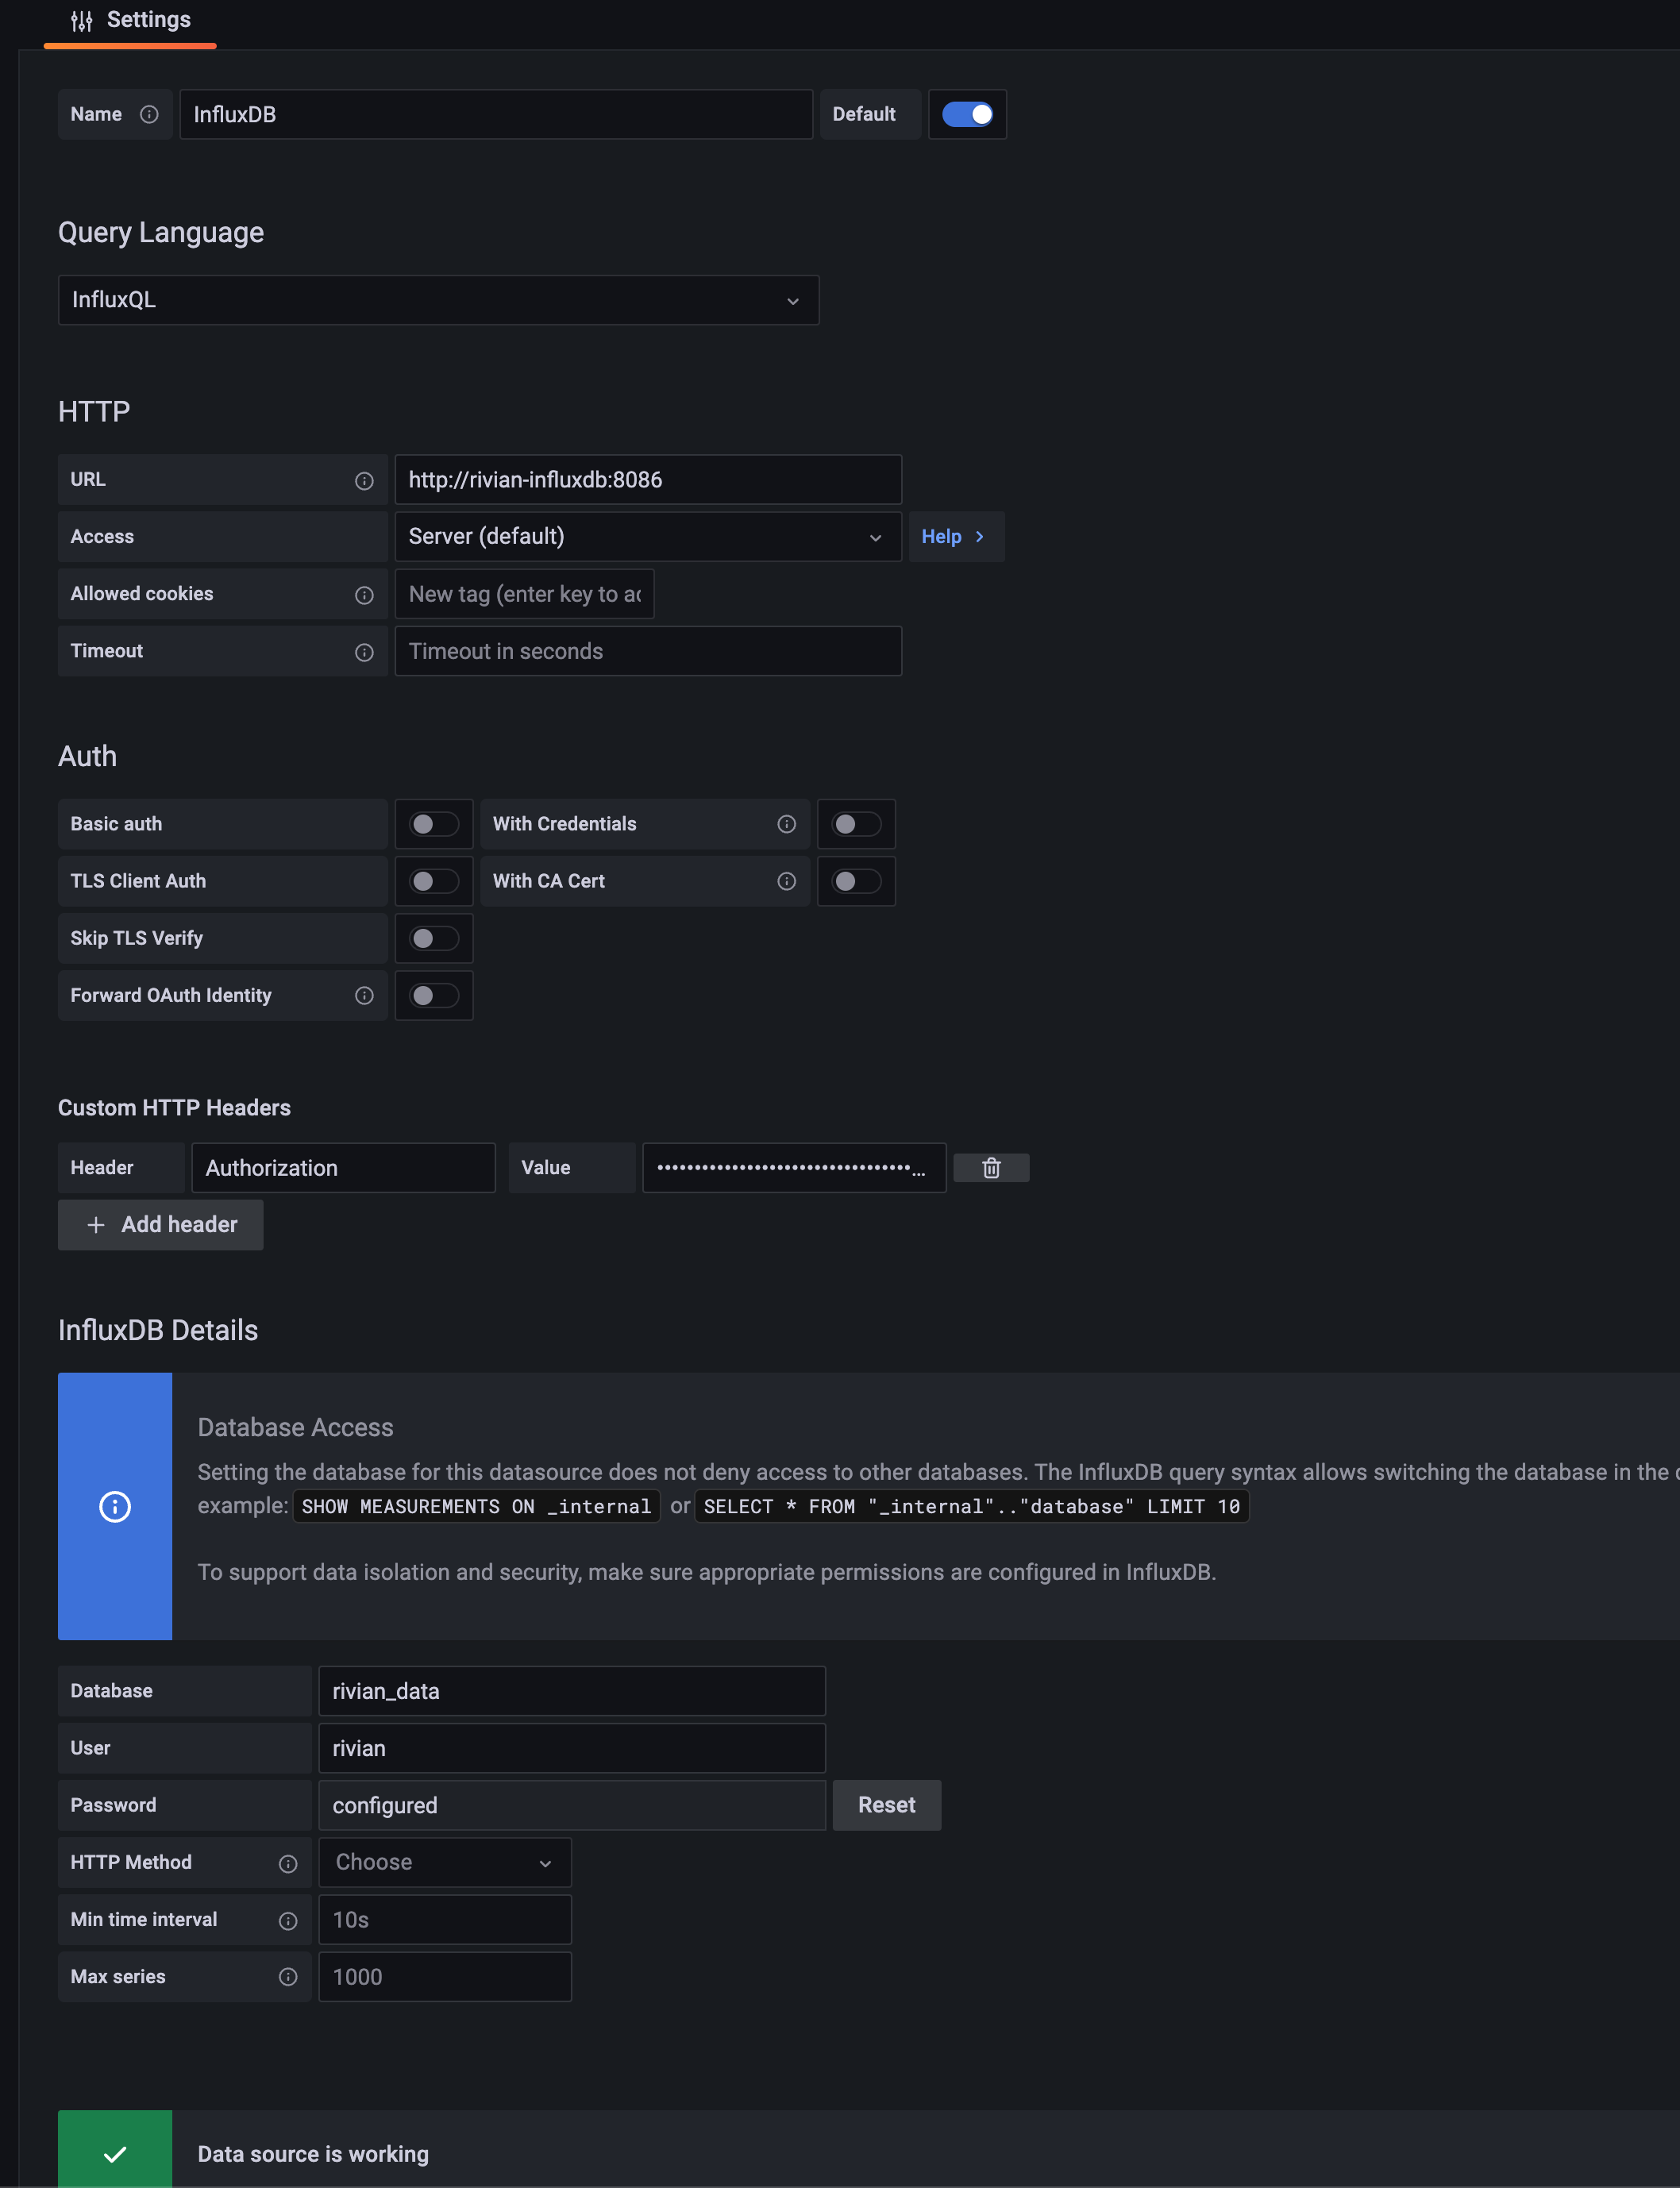 Settings
Name InfluxDB Default
Query Language
InfluxQL
HTTP
URL http://rivian-influxdb:8086
Access Server (default) Help
Allowed cookies New tag (enter key to ad
Timeout Timeout in seconds
Auth
Basic auth With Credentials
TLS Client Auth With CA Cert
Skip TLS Verify
Forward OAuth Identity
Custom HTTP Headers
Header Authorization Value ••••••••••••••••••••••••••••••••••...
+ Add header
InfluxDB Details
Database Access
Setting the database for this datasource does not deny access to other databases. The InfluxDB query syntax allows switching the database in the
example: SHOW MEASUREMENTS ON _internal or SELECT * FROM "_internal".."database" LIMIT 10
To support data isolation and security, make sure appropriate permissions are configured in InfluxDB.
Database rivian_data
User rivian
Password configured Reset
HTTP Method Choose
Min time interval 10s
Max series 1000
Data source is working